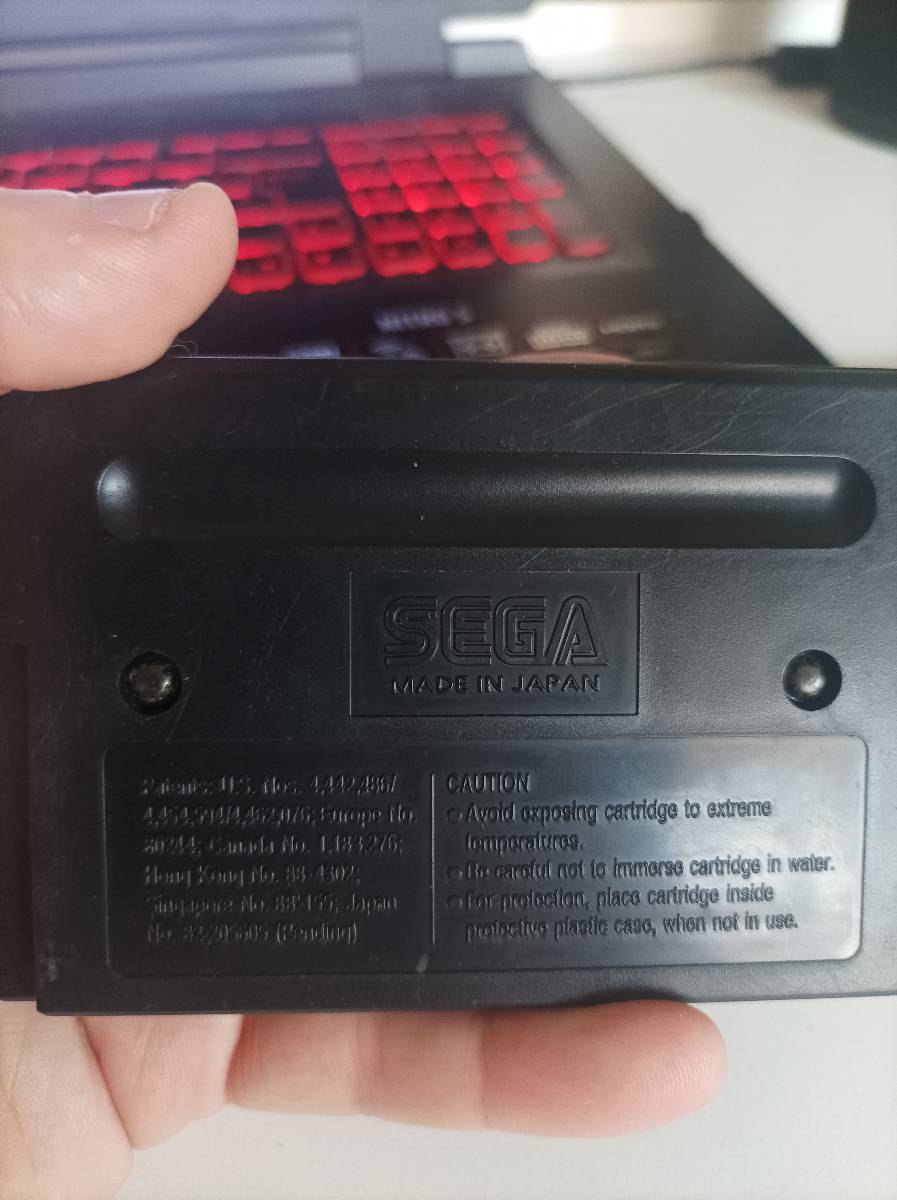 SEGA
MADE IN JAPAN
Patents: U.S. Nos. 4,442,486/
4,454,594/4,462,076; Europe No.
80244; Canada No. 1,183,276;
Hong Kong No. 88-4302;
Singapore No. 88-155; Japan
No. 82,205605 (Pending)
CAUTION
Avoid exposing cartridge to extreme
temperatures.
Be careful not to immerse cartridge in water.
For protection, place cartridge inside
protective plastic case, when not in use.